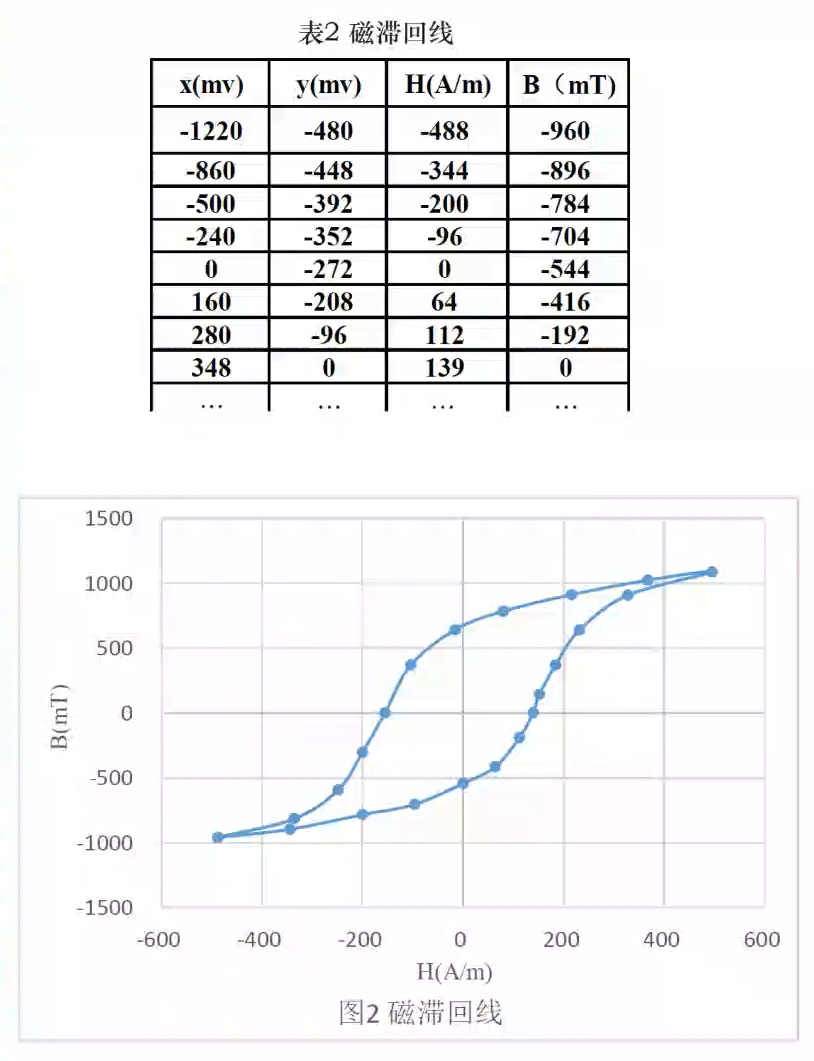 表2 磁滞回线
x(mv) y(mv) H(A/m) B（mT)
-1220 -480 -488 -960
-860 -448 -344 -896
-500 -392 -200 -784
-240 -352 -96 -704
0 -272 0 -544
160 -208 64 -416
280 -96 112 -192
348 0 139 0
... ... ... ...
1500
1000
500
0
-500
-1000
-1500
B(mT)
-600 -400 -200 0 200 400 600
H(A/m)
图2 磁滞回线